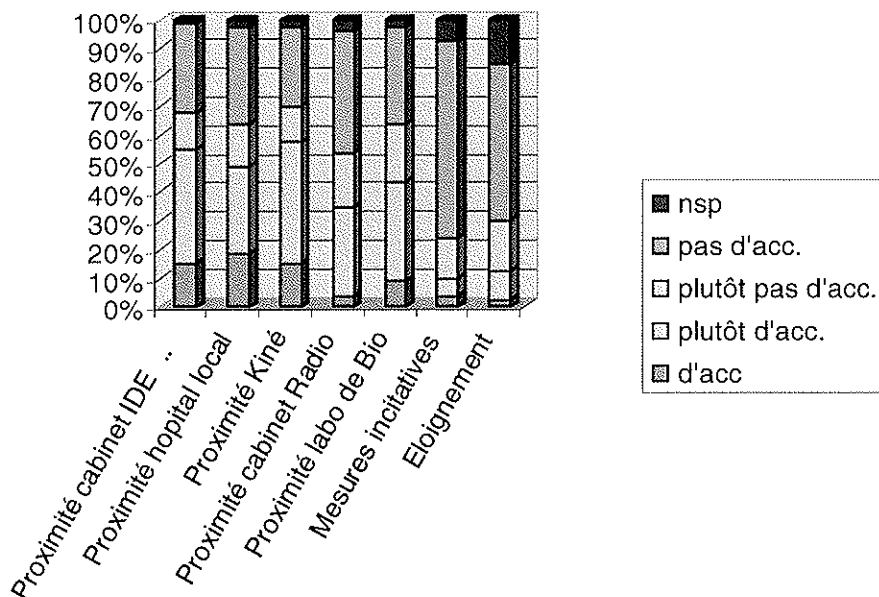 100%
90%
80%
70%
60%
50%
40%
30%
20%
10%
0%
Proximité cabinet IDE ..
Proximité hopital local
Proximité Kiné
Proximité cabinet Radio
Proximité labo de Bio
Mesures incitatives
Eloignement
nsp
pas d'acc.
plutôt pas d'acc.
plutôt d'acc.
d'acc